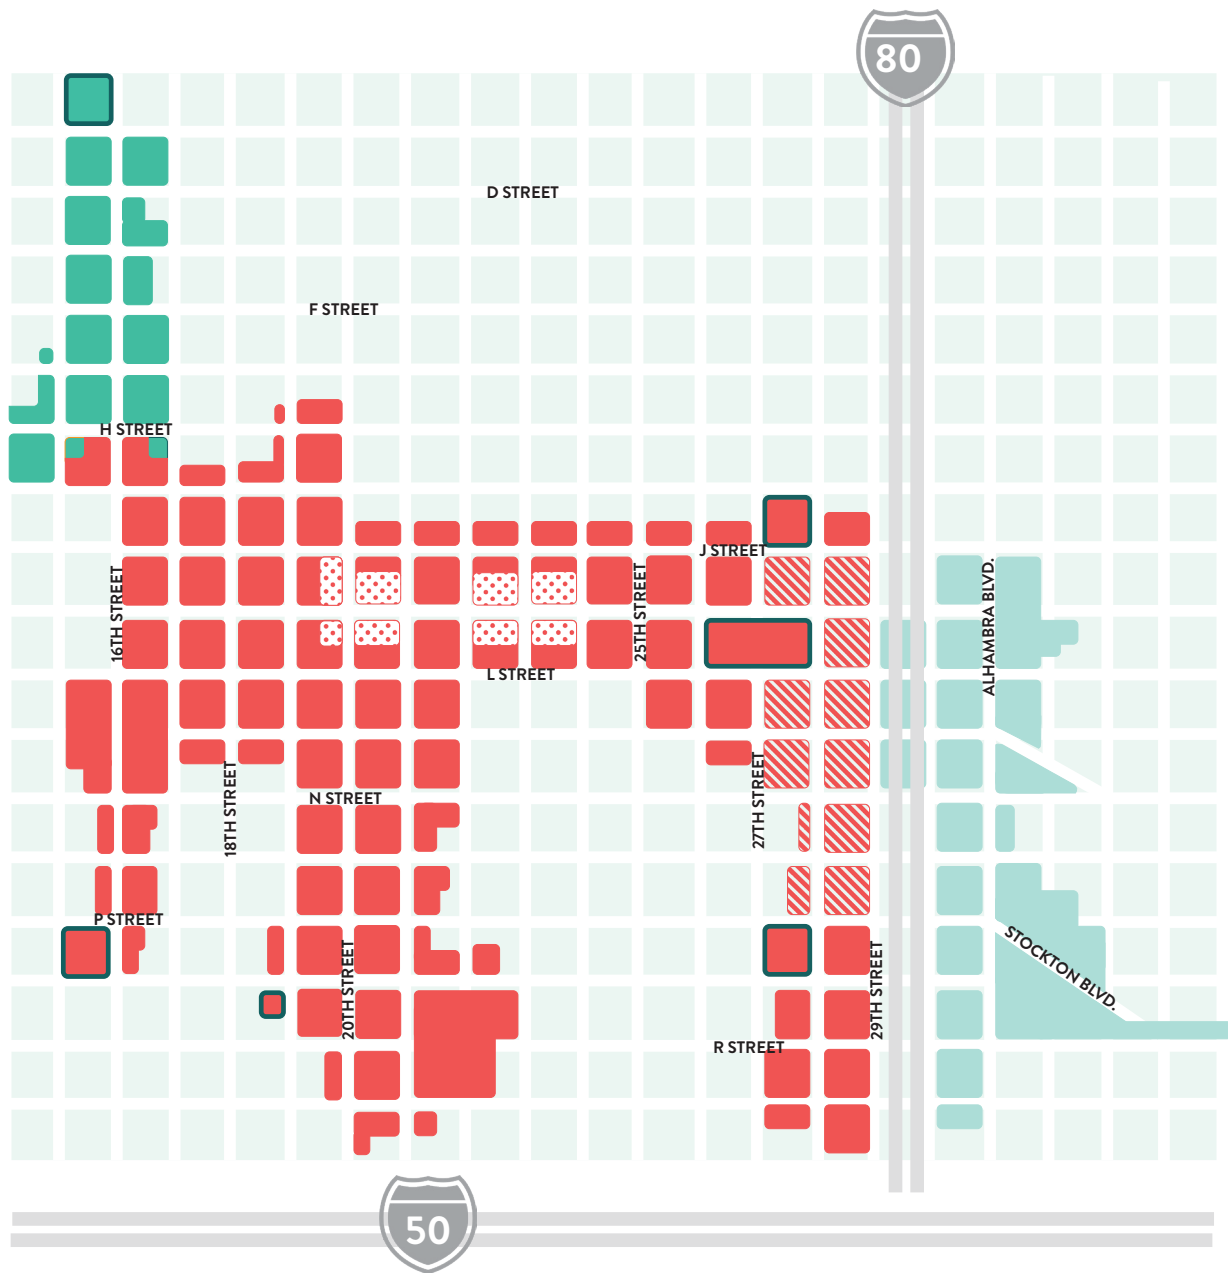 80
D STREET
F STREET
H STREET
J STREET
16TH STREET
25TH STREET
ALHAMBRA BLVD.
L STREET
18TH STREET
27TH STREET
N STREET
P STREET
20TH STREET
29TH STREET
STOCKTON BLVD.
R STREET
50